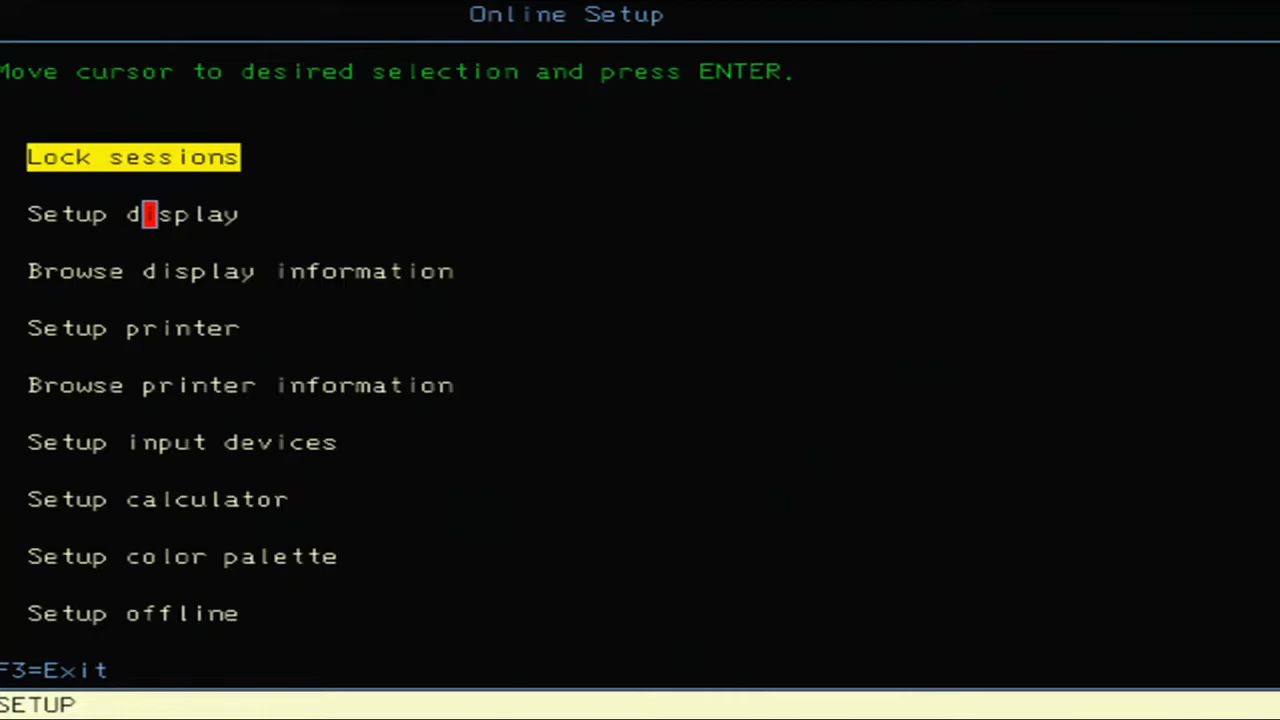 Online Setup
Move cursor to desired selection and press ENTER.
Lock sessions
Setup display
Browse display information
Setup printer
Browse printer information
Setup input devices
Setup calculator
Setup color palette
Setup offline
F3=Exit
SETUP